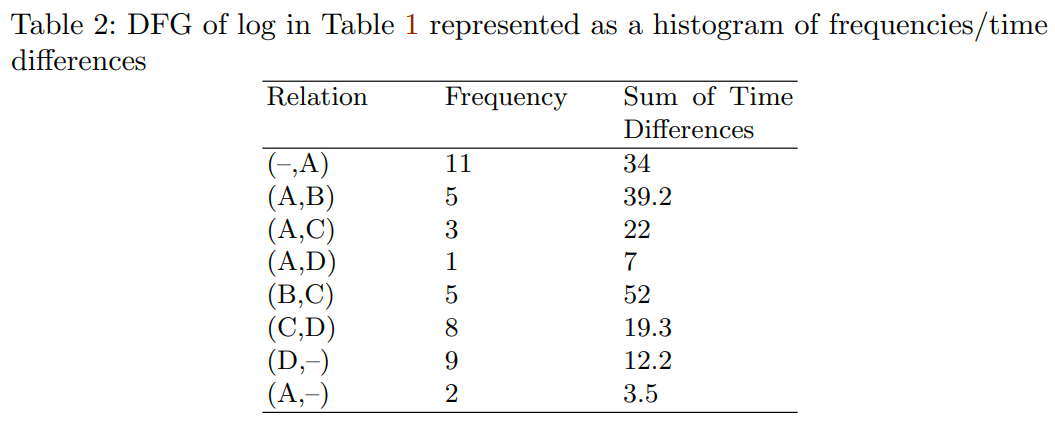 Table 2: DFG of log in Table 1 represented as a histogram of frequencies/time
differences
Relation Frequency Sum of Time
Differences
(–,A) 11 34
(A,B) 5 39.2
(A,C) 3 22
(A,D) 1 7
(B,C) 5 52
(C,D) 8 19.3
(D,–) 9 12.2
(A,–) 2 3.5